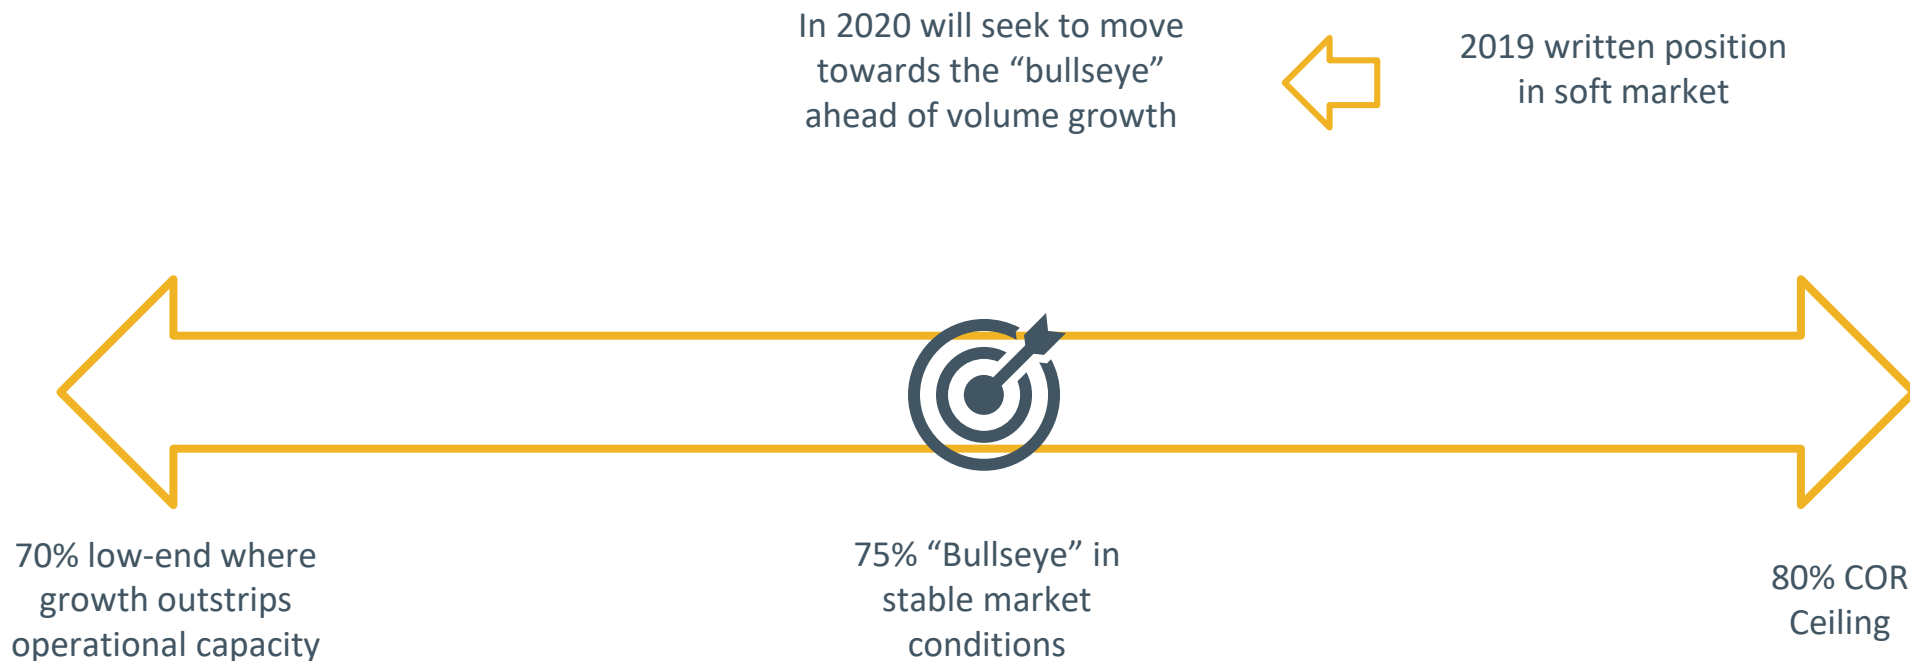 In 2020 will seek to move
towards the “bullseye”
ahead of volume growth
2019 written position
in soft market
70% low-end where
growth outstrips
operational capacity
75% “Bullseye” in
stable market
conditions
80% COR
Ceiling